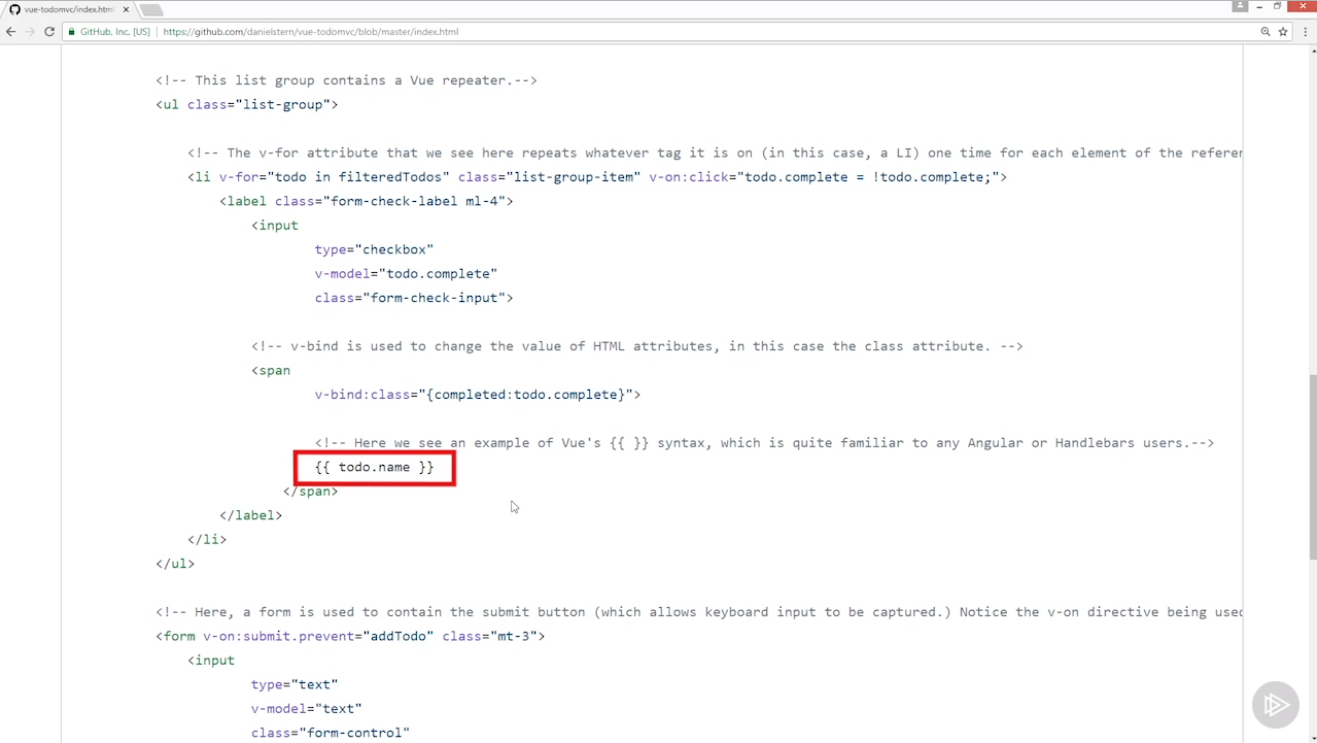 vue-todomvc/index.html
GitHub, Inc. [US] | https://github.com/danielstern/vue-todomvc/blob/master/index.html
<!-- This list group contains a Vue repeater.-->
<ul class="list-group">
<!-- The v-for attribute that we see here repeats whatever tag it is on (in this case, a LI) one time for each element of the referen
<li v-for="todo in filteredTodos" class="list-group-item" v-on:click="todo.complete = !todo.complete;">
<label class="form-check-label ml-4">
<input
type="checkbox"
v-model="todo.complete"
class="form-check-input">
<!-- v-bind is used to change the value of HTML attributes, in this case the class attribute. -->
<span
v-bind:class="{completed:todo.complete}">
<!-- Here we see an example of Vue's {{ }} syntax, which is quite familiar to any Angular or Handlebars users.-->
{{ todo.name }}
</span>
</label>
</li>
</ul>
<!-- Here, a form is used to contain the submit button (which allows keyboard input to be captured.) Notice the v-on directive being used
<form v-on:submit.prevent="addTodo" class="mt-3">
<input
type="text"
v-model="text"
class="form-control"